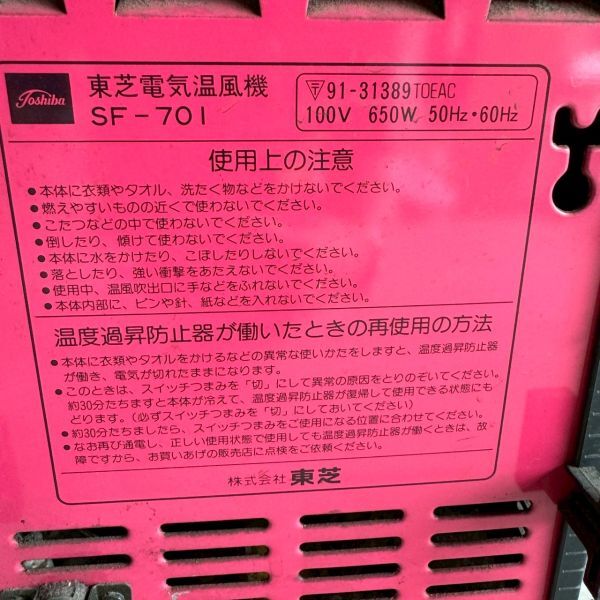 Toshiba
東芝電気温風機
SF-701
〒91-31389TOEAC
100V 650W 50Hz・60Hz
使用上の注意
●本体に衣類やタオル、洗たく物などをかけないでください。
●燃えやすいものの近くで使わないでください。
●こたつなどの中で使わないでください。
●倒したり、傾けて使わないでください。
●本体に水をかけたり、こぼしたりしないでください。
●落としたり、強い衝撃をあたえないでください。
●使用中、温風吹出口に手などをふれないでください。
●本体内部に、ピンや針、紙などを入れないでください。
温度過昇防止器が働いたときの再使用の方法
●本体に衣類やタオルをかけるなどの異常な使いかたをしますと、温度過昇防止器
が働き、電気が切れたままになります。
●このときは、スイッチつまみを「切」にして異常の原因をとりのぞいてください。
約30分たちますと本体が冷えて、温度過昇防止器が復帰して使用できる状態にも
どります。(必ずスイッチつまみを「切」にしておいてください)
●約30分たちましたら、スイッチつまみをご使用になる位置に合わせてください。
●なお再び通電し、正しい使用状態で使用しても温度過昇防止器が働くときは、故
障ですから、お買いあげの販売店に点検をご依頼ください。
株式会社 東芝